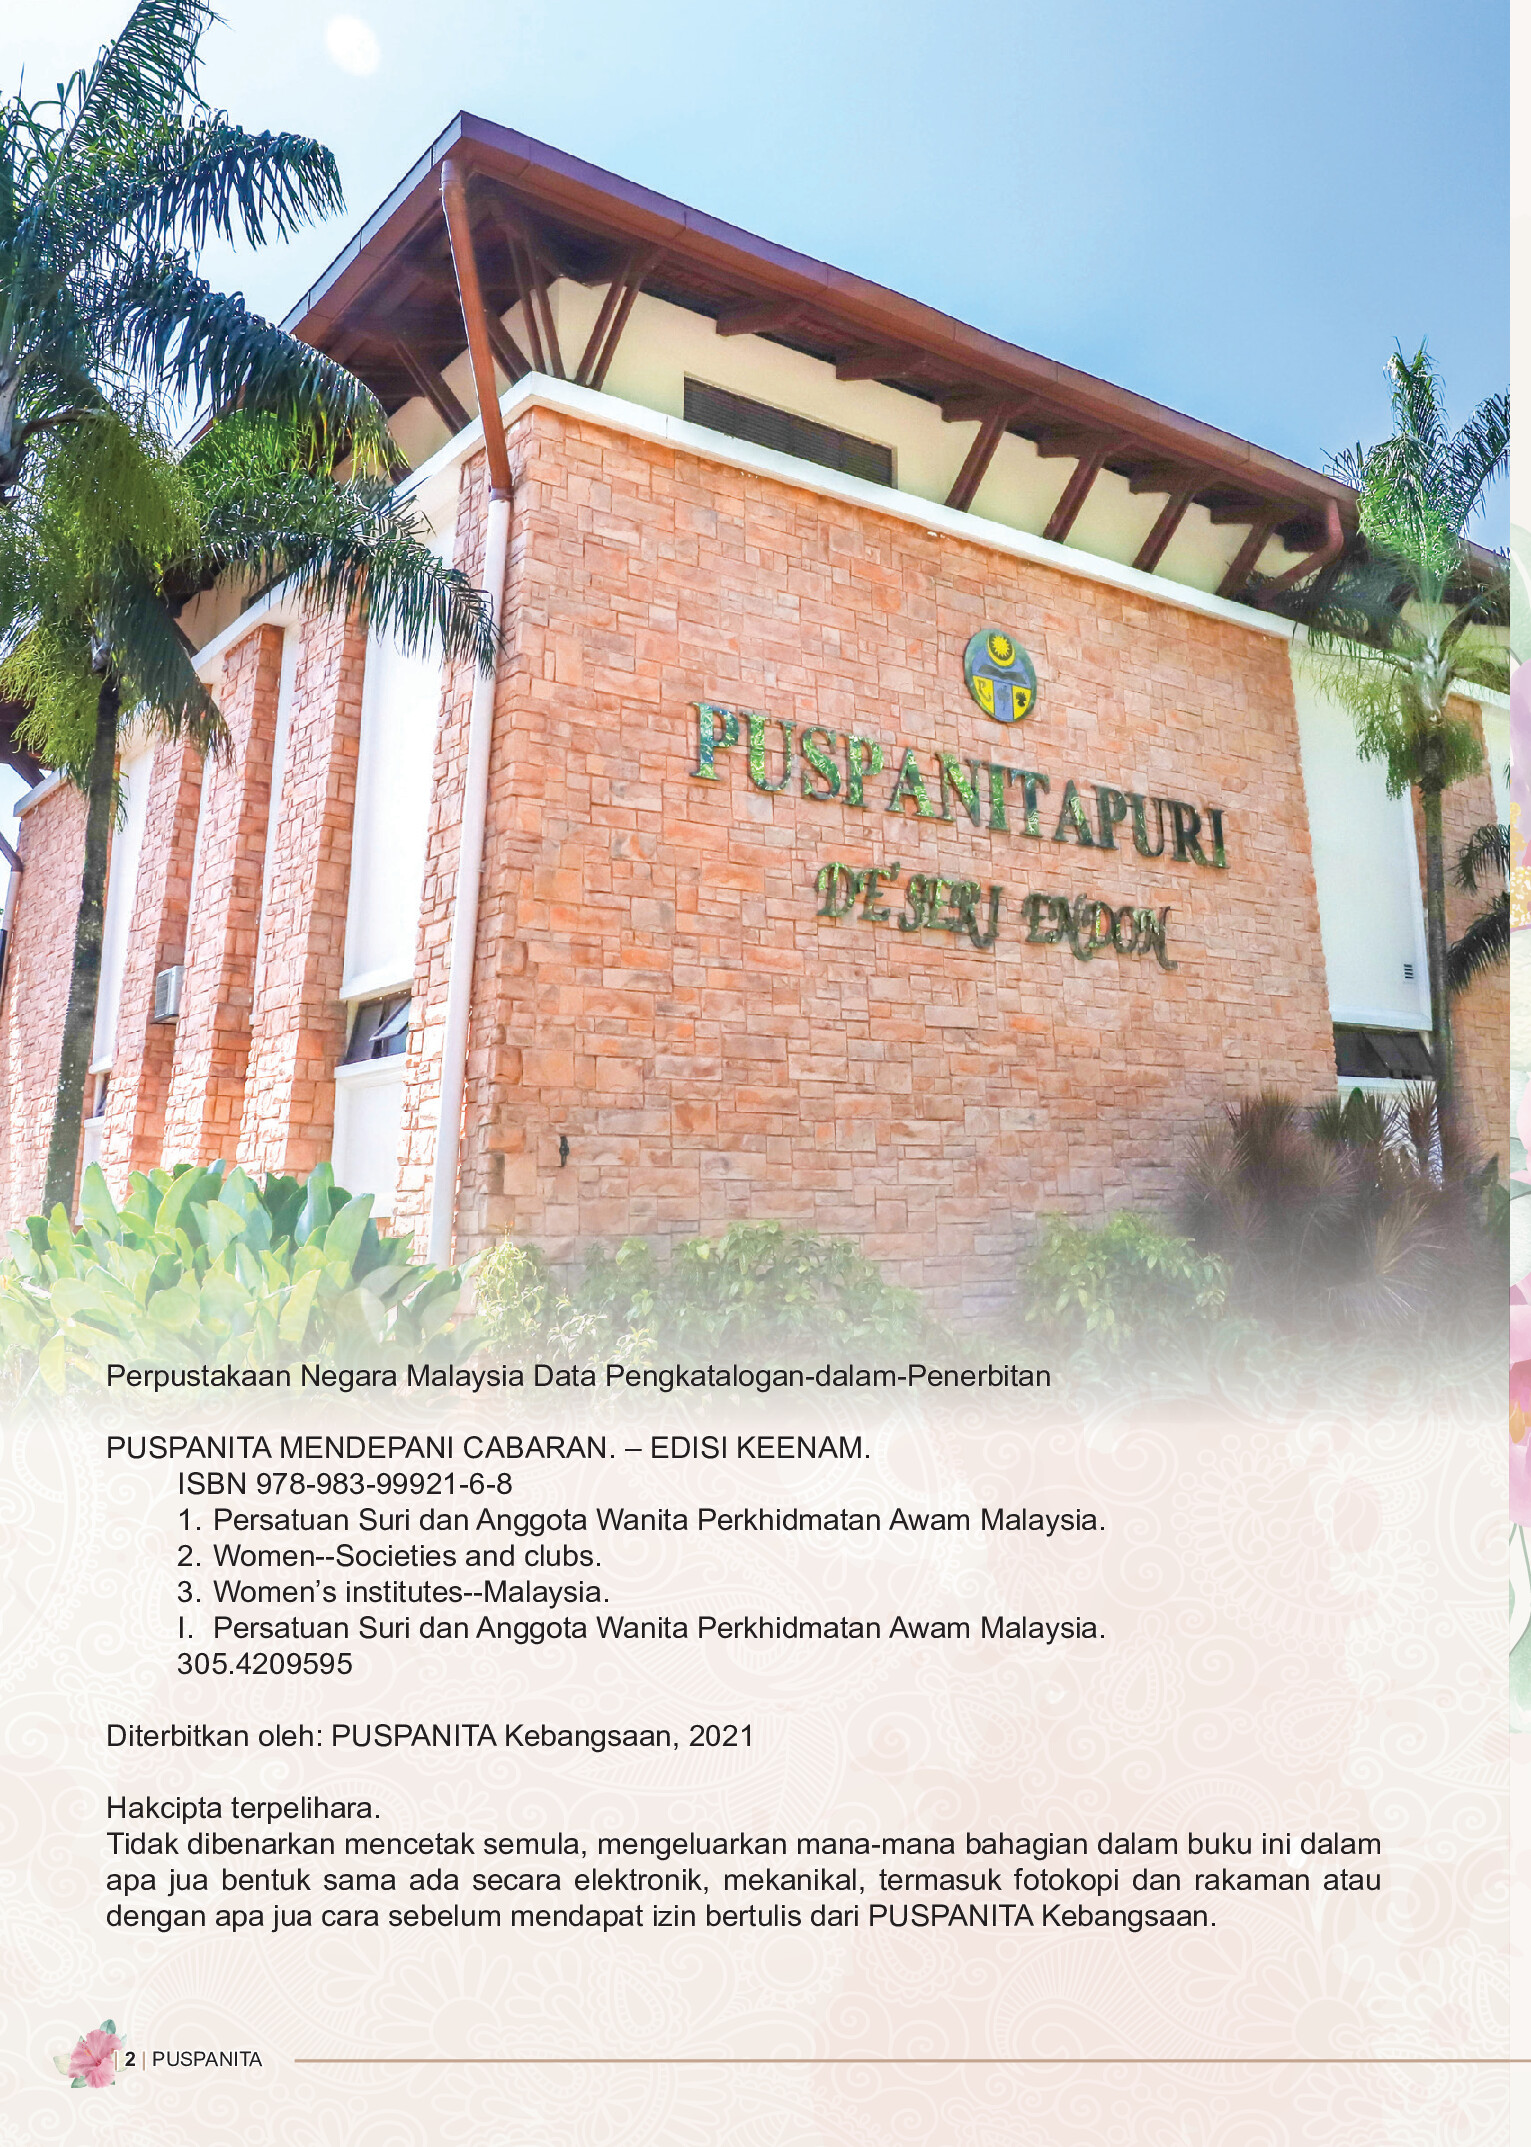 PUSPANITAPURI
DE'SERI ENDON
Perpustakaan Negara Malaysia Data Pengkatalogan-dalam-Penerbitan
PUSPANITA MENDEPANI CABARAN. – EDISI KEENAM.
ISBN 978-983-99921-6-8
1. Persatuan Suri dan Anggota Wanita Perkhidmatan Awam Malaysia.
2. Women--Societies and clubs.
3. Women’s institutes--Malaysia.
I. Persatuan Suri dan Anggota Wanita Perkhidmatan Awam Malaysia.
305.4209595
Diterbitkan oleh: PUSPANITA Kebangsaan, 2021
Hakcipta terpelihara.
Tidak dibenarkan mencetak semula, mengeluarkan mana-mana bahagian dalam buku ini dalam
apa jua bentuk sama ada secara elektronik, mekanikal, termasuk fotokopi dan rakaman atau
dengan apa jua cara sebelum mendapat izin bertulis dari PUSPANITA Kebangsaan.
| 2 | PUSPANITA